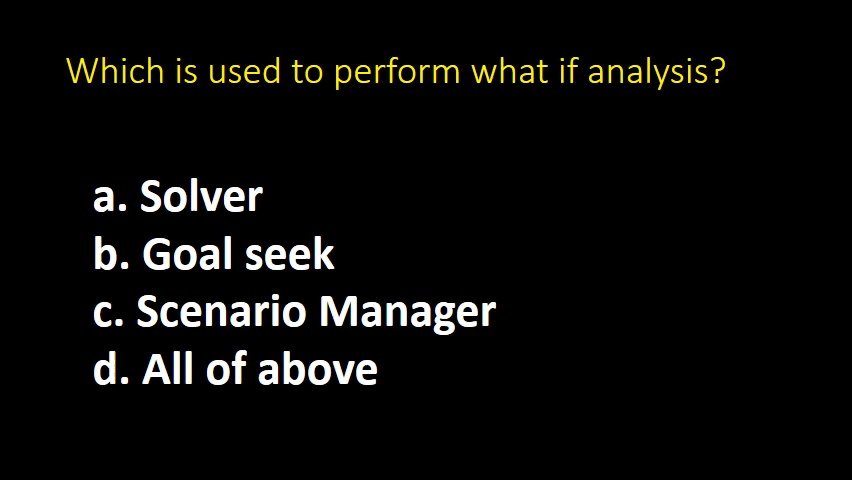 Which is used to perform what if analysis?
a. Solver
b. Goal seek
c. Scenario Manager
d. All of above